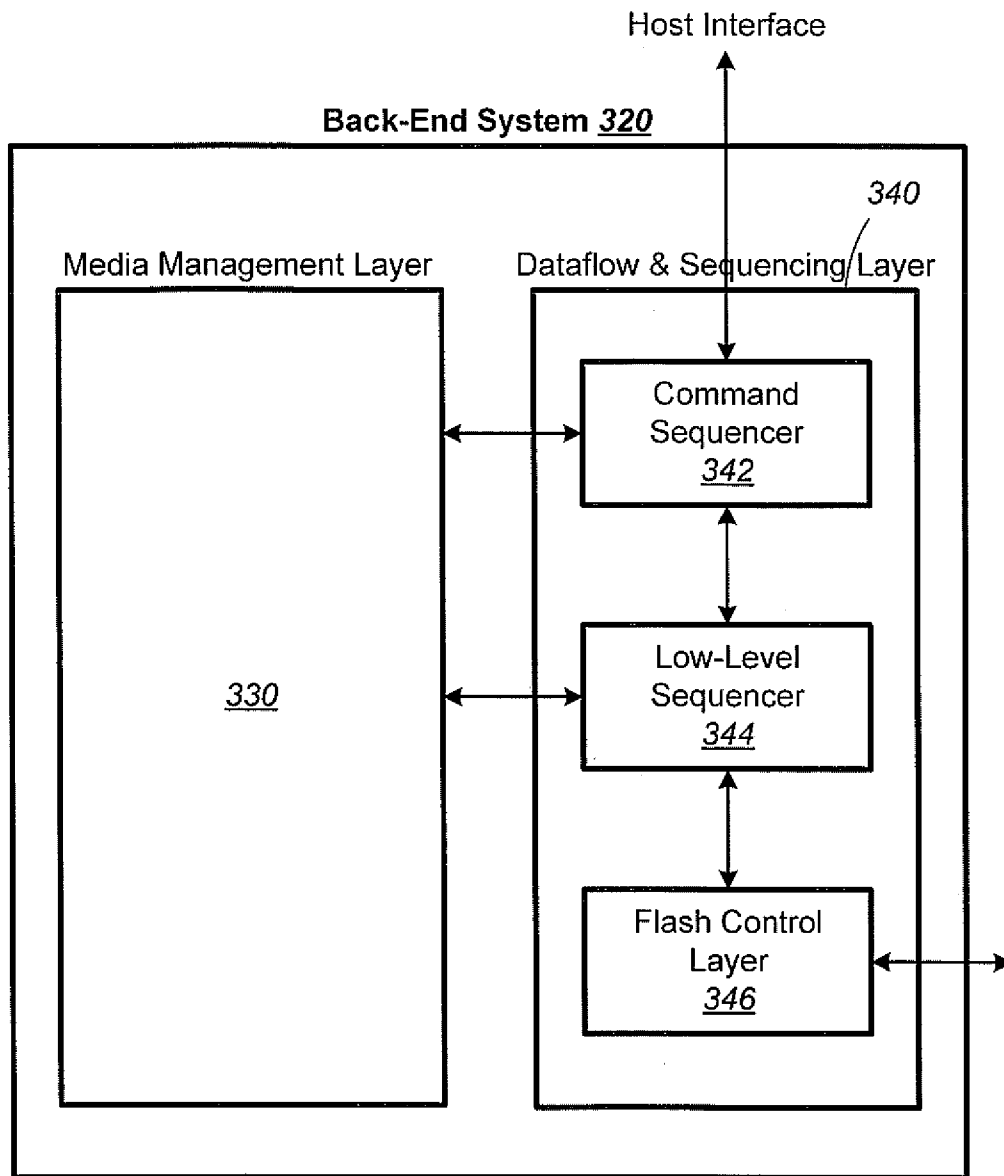 Host Interface
Back-End System 320
340
Media Management Layer
Dataflow & Sequencing Layer
Command
Sequencer
342
Low-Level
Sequencer
344
330
Flash Control
Layer
346